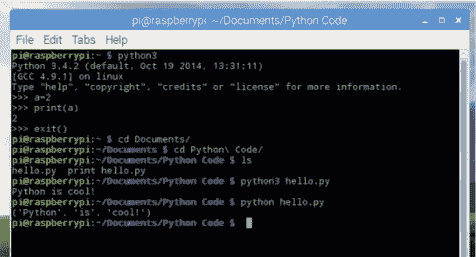 pi@raspberrypi: ~/Documents/Python Code
File Edit Tabs Help
pi@raspberrypi:~ $ python3
Python 3.4.2 (default, Oct 19 2014, 13:31:11)
[GCC 4.9.1] on linux
Type "help", "copyright", "credits" or "license" for more information.
>>> a=2
>>> print(a)
2
>>> exit()
pi@raspberrypi:~ $ cd Documents/
pi@raspberrypi:~/Documents $ cd Python\ Code/
pi@raspberrypi:~/Documents/Python Code $ ls
hello.py  print hello.py
pi@raspberrypi:~/Documents/Python Code $ python3 hello.py
Python is cool!
pi@raspberrypi:~/Documents/Python Code $ python hello.py
('Python', 'is', 'cool!')
pi@raspberrypi:~/Documents/Python Code $